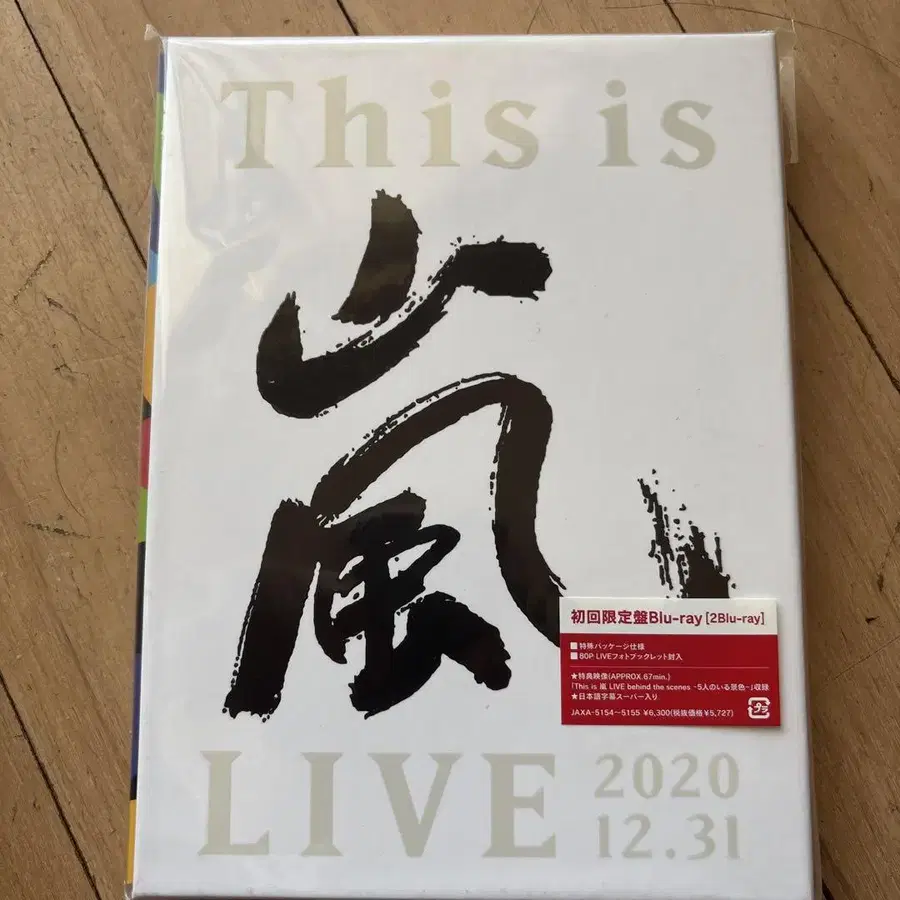 This is
嵐
LIVE
2020
12.31
初回限定盤Blu-ray [2Blu-ray]
■特殊パッケージ仕様
■80P LIVEフォトブックレット封入
★特典映像(APPROX.67min.)
「This is 嵐 LIVE behind the scenes -5人のいる景色-」収録
★日本語字幕スーパー入り
JAXA-5154〜5155 ¥6,300(税抜価格¥5,727)
プラ